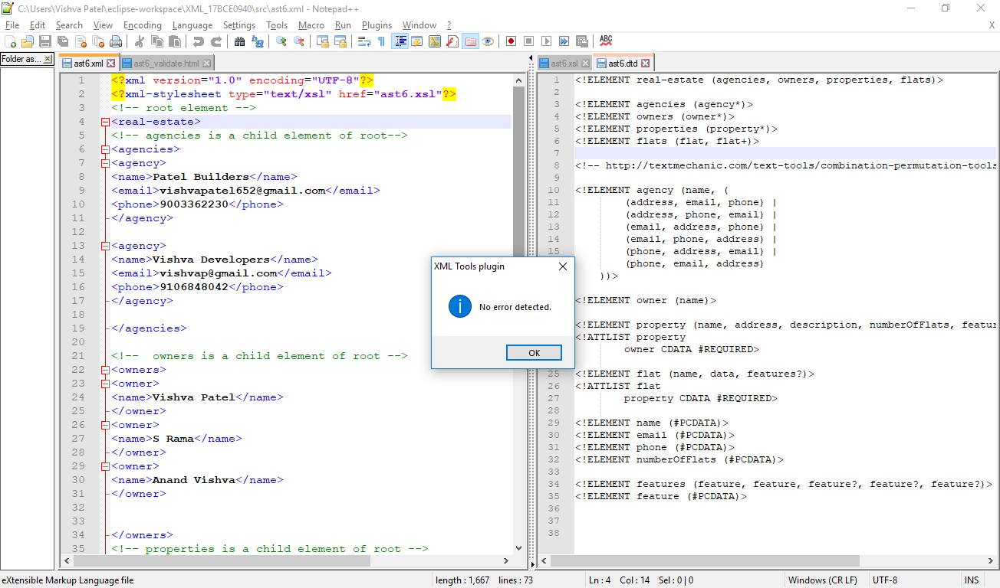 C:\Users\Vishva Patel\eclipse-workspace\XML_17BCE0940\src\ast6.xml - Notepad++
File Edit Search View Encoding Language Settings Tools Macro Run Plugins Window ? X
ABC
Folder as... ast6.xml ast6_validate.html ast6.xsl ast6.dtd
1 <?xml version="1.0" encoding="UTF-8"?>
2 <?xml-stylesheet type="text/xsl" href="ast6.xsl"?>
3 <!-- root element -->
4 <real-estate>
5 <!-- agencies is a child element of root-->
6 <agencies>
7 <agency>
8 <name>Patel Builders</name>
9 <email>vishvapatel652@gmail.com</email>
10 <phone>9003362230</phone>
11 </agency>
12
13 <agency>
14 <name>Vishva Developers</name>
15 <email>vishvap@gmail.com</email>
16 <phone>9106848042</phone>
17 </agency>
18
19 </agencies>
20
21 <!--  owners is a child element of root -->
22 <owners>
23 <owner>
24 <name>Vishva Patel</name>
25 </owner>
26 <owner>
27 <name>S Rama</name>
28 </owner>
29 <owner>
30 <name>Anand Vishva</name>
31 </owner>
32
33
34 </owners>
35 <!-- properties is a child element of root -->
1 <!ELEMENT real-estate (agencies, owners, properties, flats)>
2
3 <!ELEMENT agencies (agency*)>
4 <!ELEMENT owners (owner*)>
5 <!ELEMENT properties (property*)>
6 <!ELEMENT flats (flat, flat+)>
7
8 <!-- http://textmechanic.com/text-tools/combination-permutation-tools
9
10 <!ELEMENT agency (name, (
11 (address, email, phone) |
12 (address, phone, email) |
13 (email, address, phone) |
14 (email, phone, address) |
15 (phone, address, email) |
(phone, email, address)
))>
<!ELEMENT owner (name)>
<!ELEMENT property (name, address, description, numberOfFlats, featur
<!ATTLIST property
owner CDATA #REQUIRED>
25 <!ELEMENT flat (name, data, features?)>
26 <!ATTLIST flat
27 property CDATA #REQUIRED>
28
29 <!ELEMENT name (#PCDATA)>
30 <!ELEMENT email (#PCDATA)>
31 <!ELEMENT phone (#PCDATA)>
32 <!ELEMENT numberOfFlats (#PCDATA)>
33
34 <!ELEMENT features (feature, feature, feature?, feature?, feature?)>
35 <!ELEMENT feature (#PCDATA)>
36
37
38
XML Tools plugin
No error detected.
OK
eXtensible Markup Language file length : 1,667 lines : 73 Ln : 4 Col : 14 Sel : 0 | 0 Windows (CR LF) UTF-8 INS